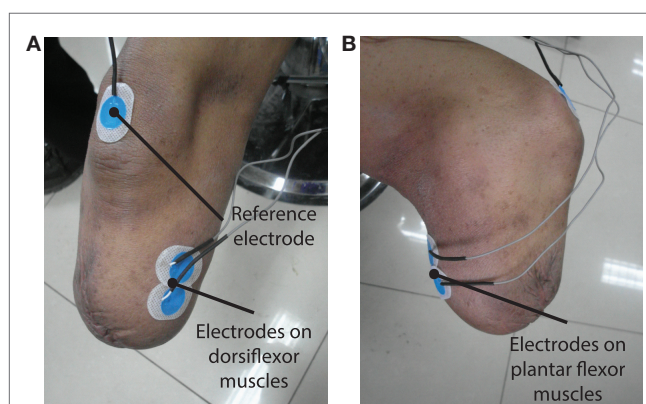 A
B
Reference
electrode
Electrodes on
dorsiflexor
muscles
Electrodes on
plantar flexor
muscles